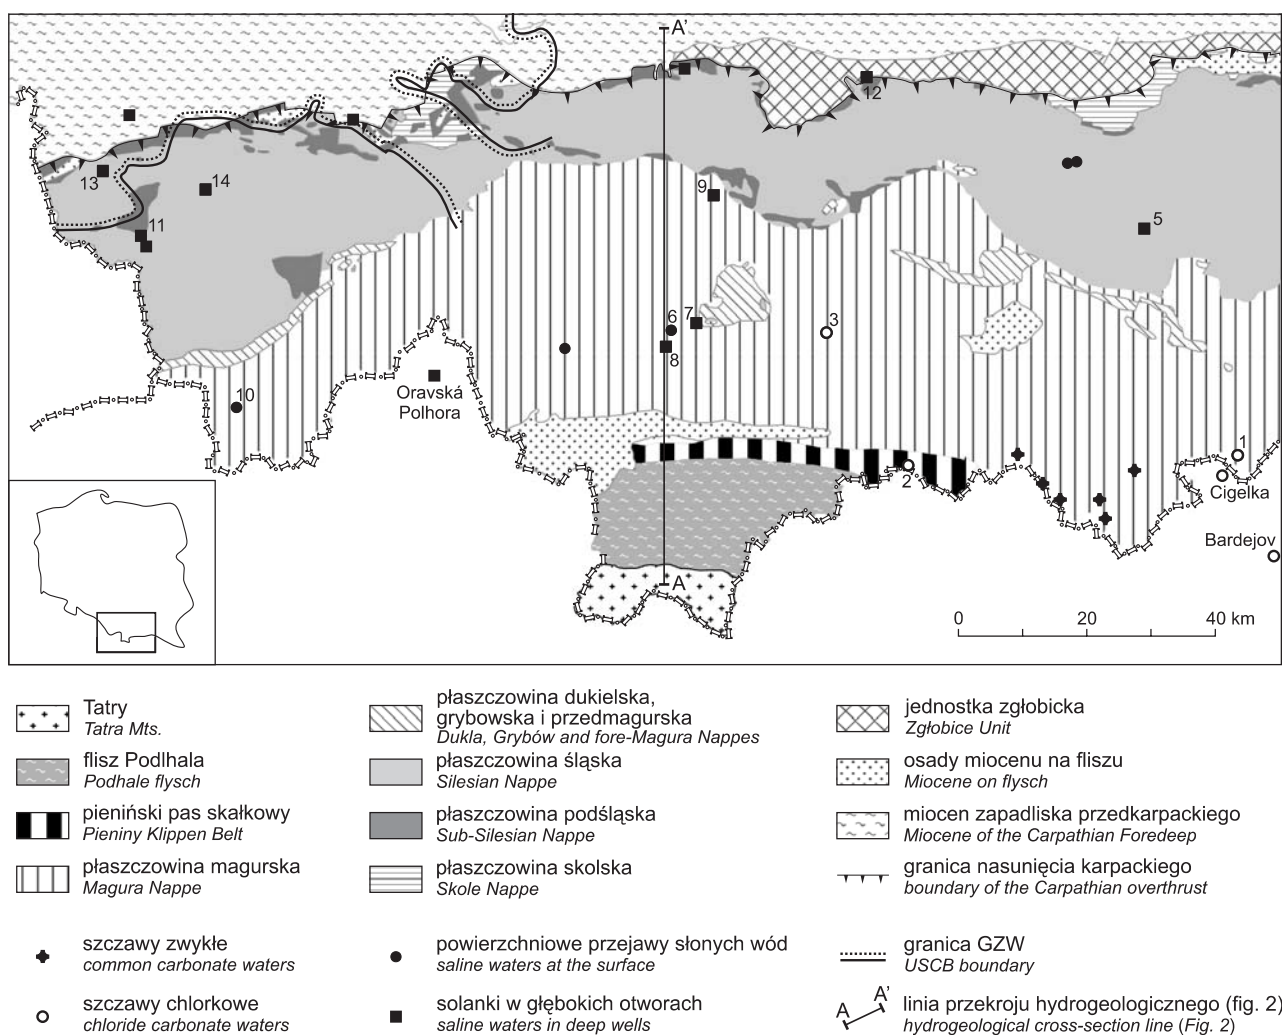 A'
12
13
14
9
11
5
6
7
3
8
10
Oravská
Polhora
1
2
Cigelka
Bardejov
A
0 20 40 km
Tatry
Tatra Mts.
flisz Podlhala
Podhale flysch
pieniński pas skałkowy
Pieniny Klippen Belt
płaszczowina magurska
Magura Nappe
płaszczowina dukielska,
grybowska i przedmagurska
Dukla, Grybów and fore-Magura Nappes
płaszczowina śląska
Silesian Nappe
płaszczowina podśląska
Sub-Silesian Nappe
płaszczowina skolska
Skole Nappe
jednostka zgłobicka
Zgłobice Unit
osady miocenu na fliszu
Miocene on flysch
miocen zapadliska przedkarpackiego
Miocene of the Carpathian Foredeep
granica nasunięcia karpackiego
boundary of the Carpathian overthrust
szczawy zwykłe
common carbonate waters
szczawy chlorkowe
chloride carbonate waters
powierzchniowe przejawy słonych wód
saline waters at the surface
solanki w głębokich otworach
saline waters in deep wells
granica GZW
USCB boundary
A A'
linia przekroju hydrogeologicznego (fig. 2)
hydrogeological cross-section line (Fig. 2)